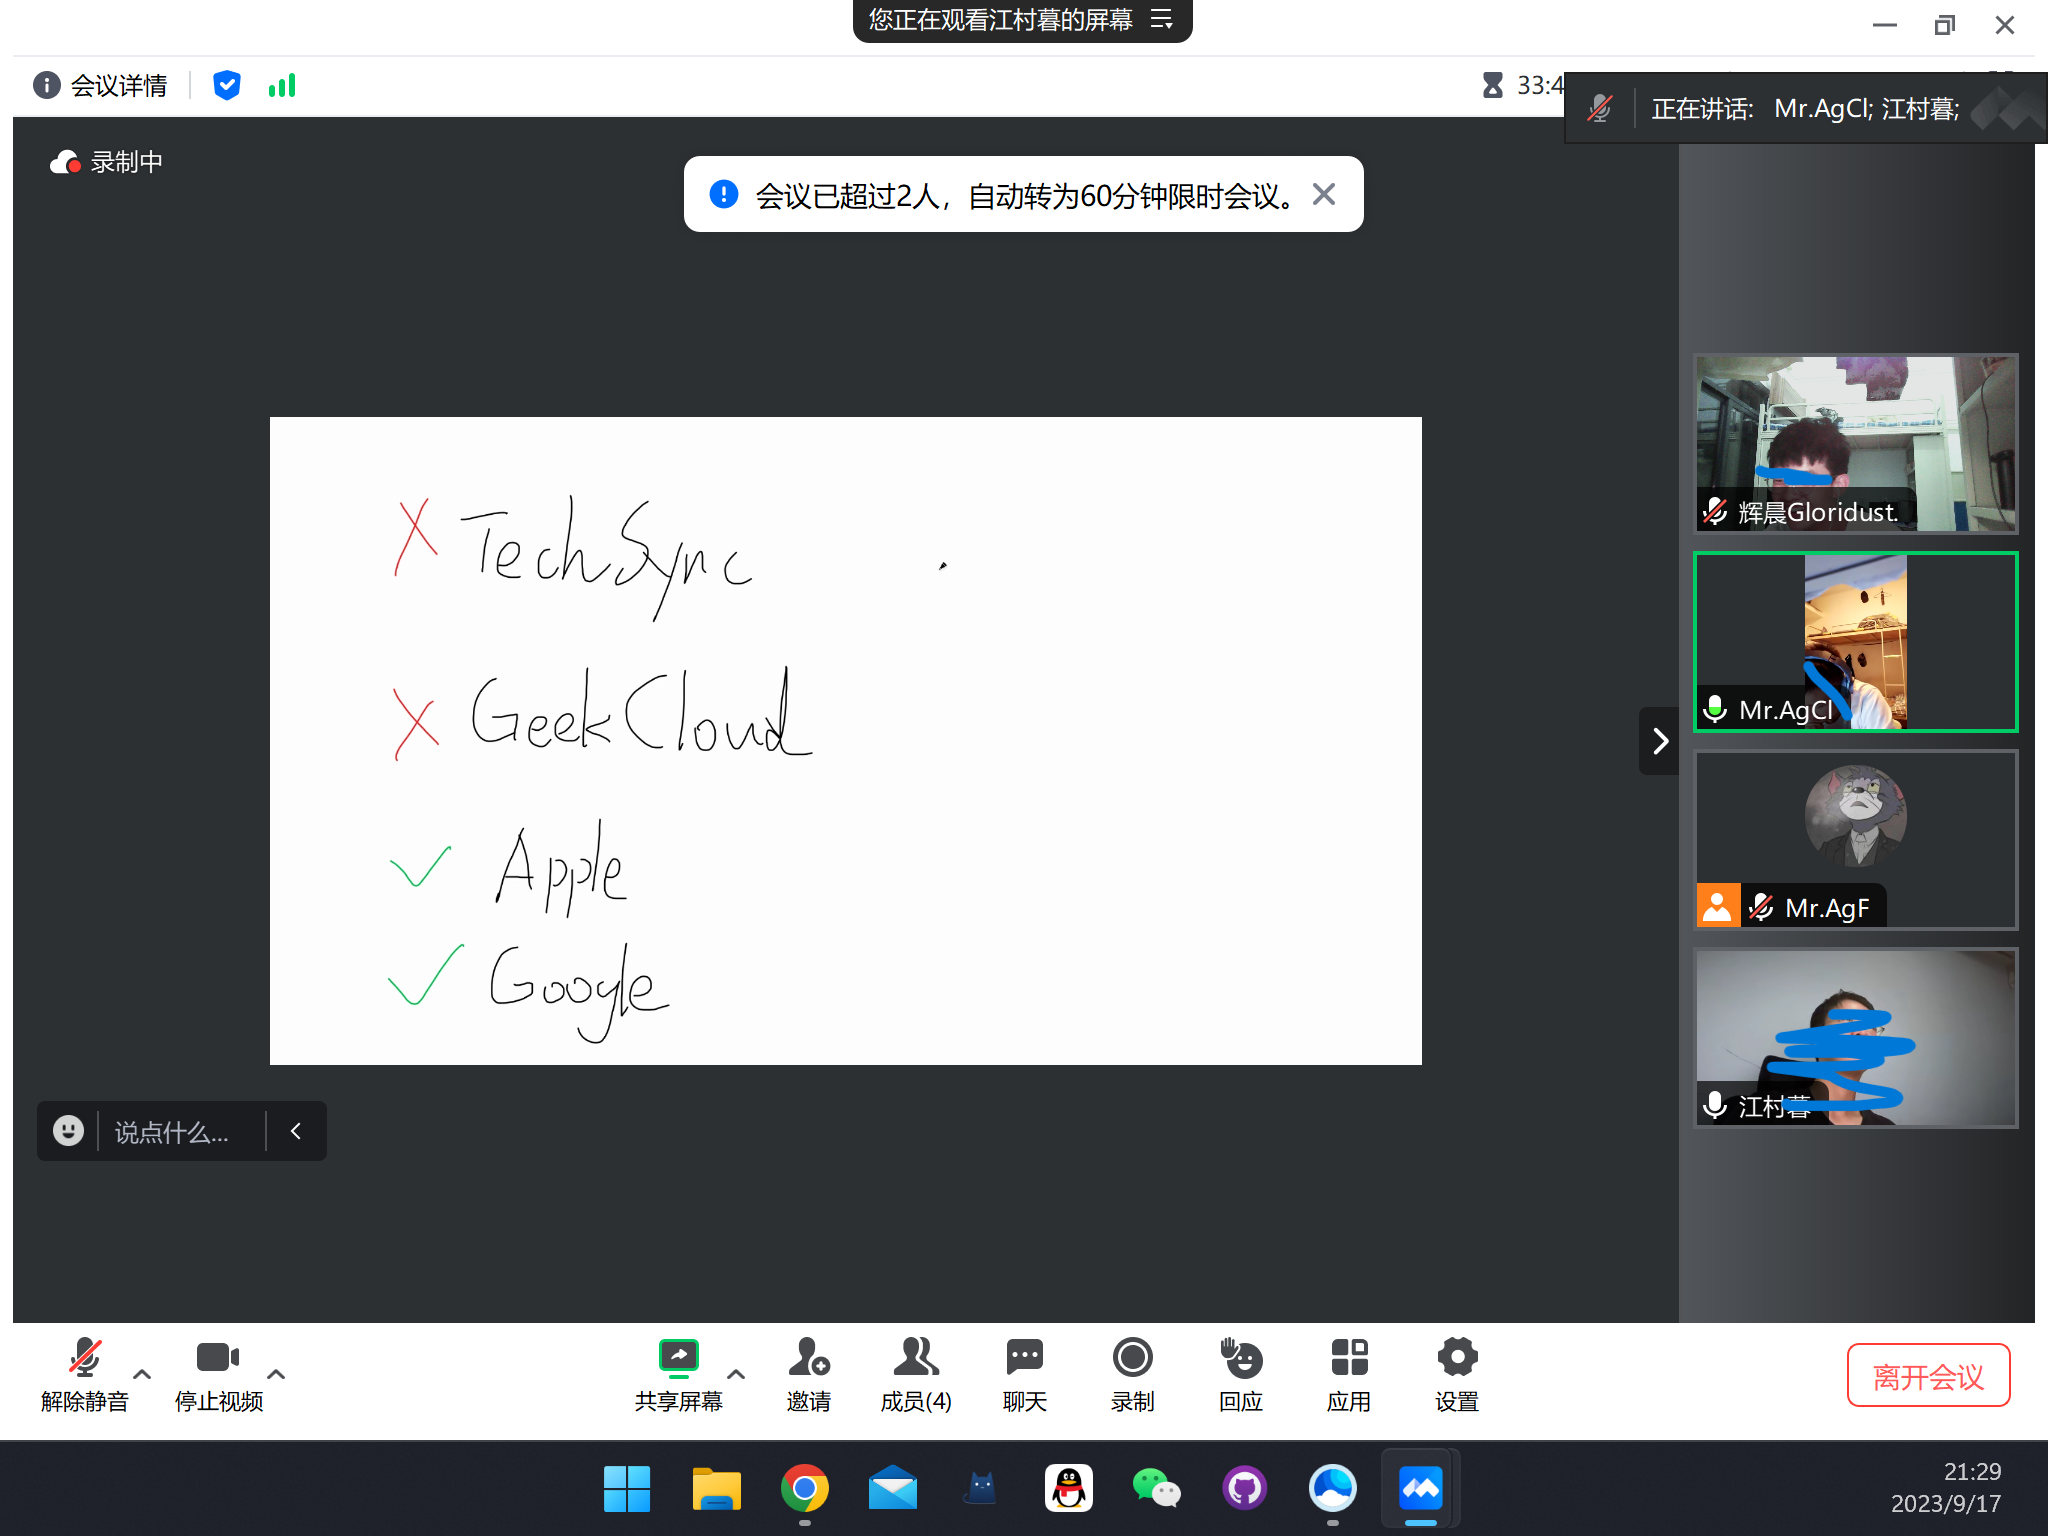 您正在观看江村暮的屏幕
会议详情
33:4
正在讲话: Mr.AgCl; 江村暮;
录制中
会议已超过2人，自动转为60分钟限时会议。
TechSync
GeekCloud
Apple
Google
辉晨Gloridust.
Mr.AgCl
Mr.AgF
江村暮
说点什么...
解除静音
停止视频
共享屏幕
邀请
成员(4)
聊天
录制
回应
应用
设置
离开会议
21:29
2023/9/17